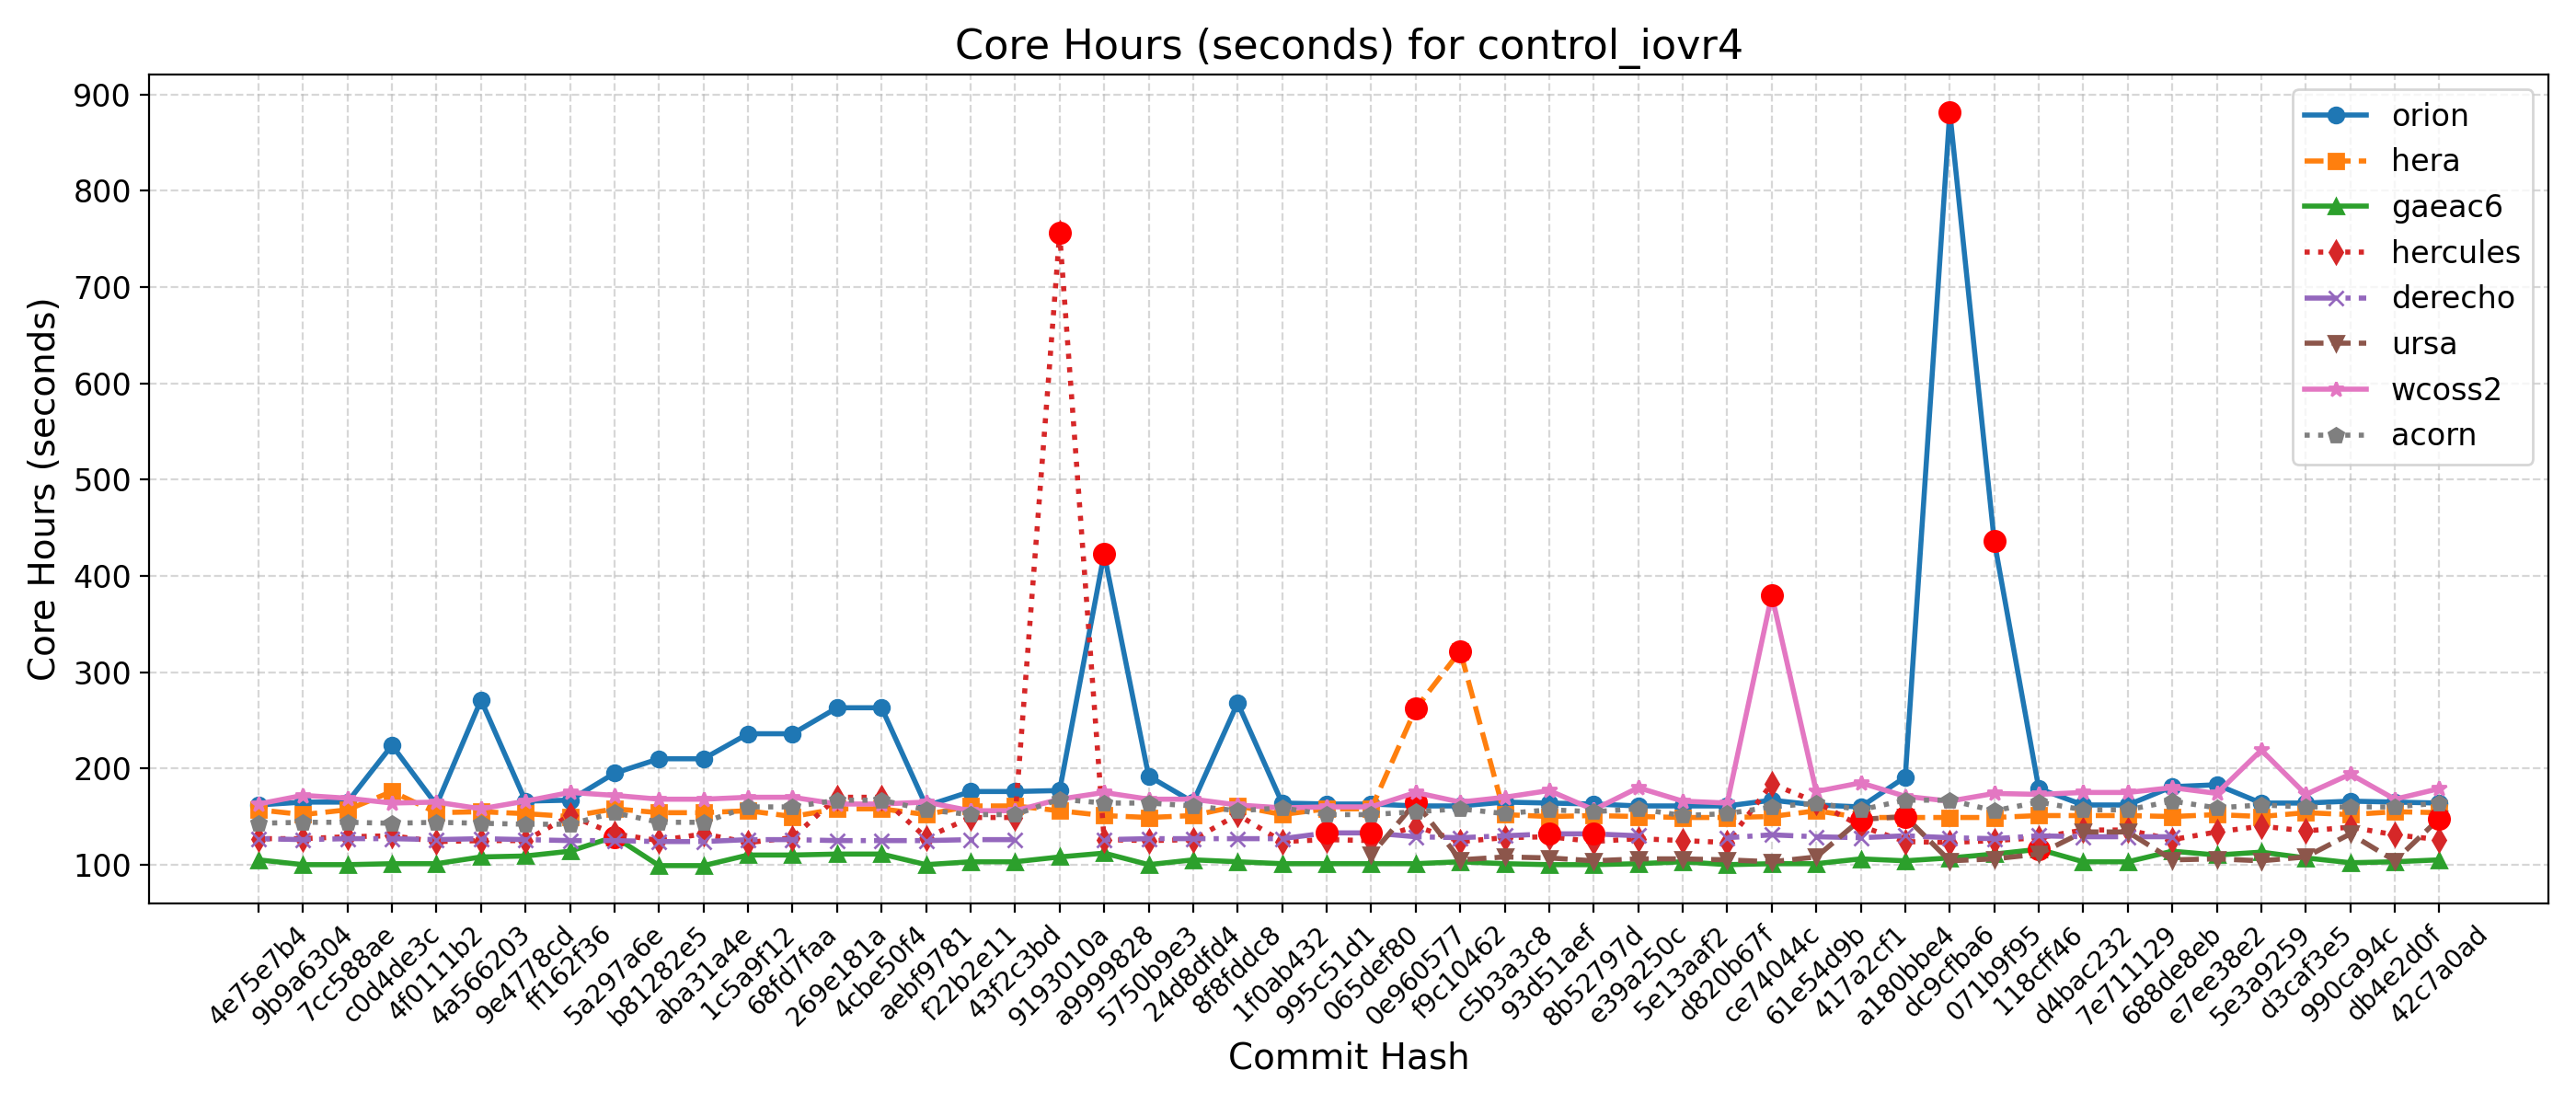 Core Hours (seconds) for control_iovr4
Core Hours (seconds)
900
800
700
600
500
400
300
200
100
orion
hera
gaeac6
hercules
derecho
ursa
wcoss2
acorn
4e75e7b4
9b9a6304
7cc588ae
c0d4de3c
4f0111b2
4a566203
9e4778cd
ff162f36
5a297a6e
b81282e5
aba31a4e
1c5a9f12
68fd7faa
269e181a
4cbe50f4
aebf9781
f22b2e11
43f2c3bd
9193010a
a9999828
5750b9e3
24d8dfd4
8f8fddc8
1f0ab432
995c51d1
065def80
0e960577
f9c10462
c5b3a3c8
93d51aef
8b52797d
e39a250c
5e13aaf2
d820b67f
ce74044c
61e54d9b
417a2cf1
a180bbe4
dc9cfba6
071b9f95
118cff46
d4bac232
7e711129
688de8eb
e7ee38e2
5e3a9259
d3caf3e5
990ca94c
db4e2d0f
42c7a0ad
Commit Hash